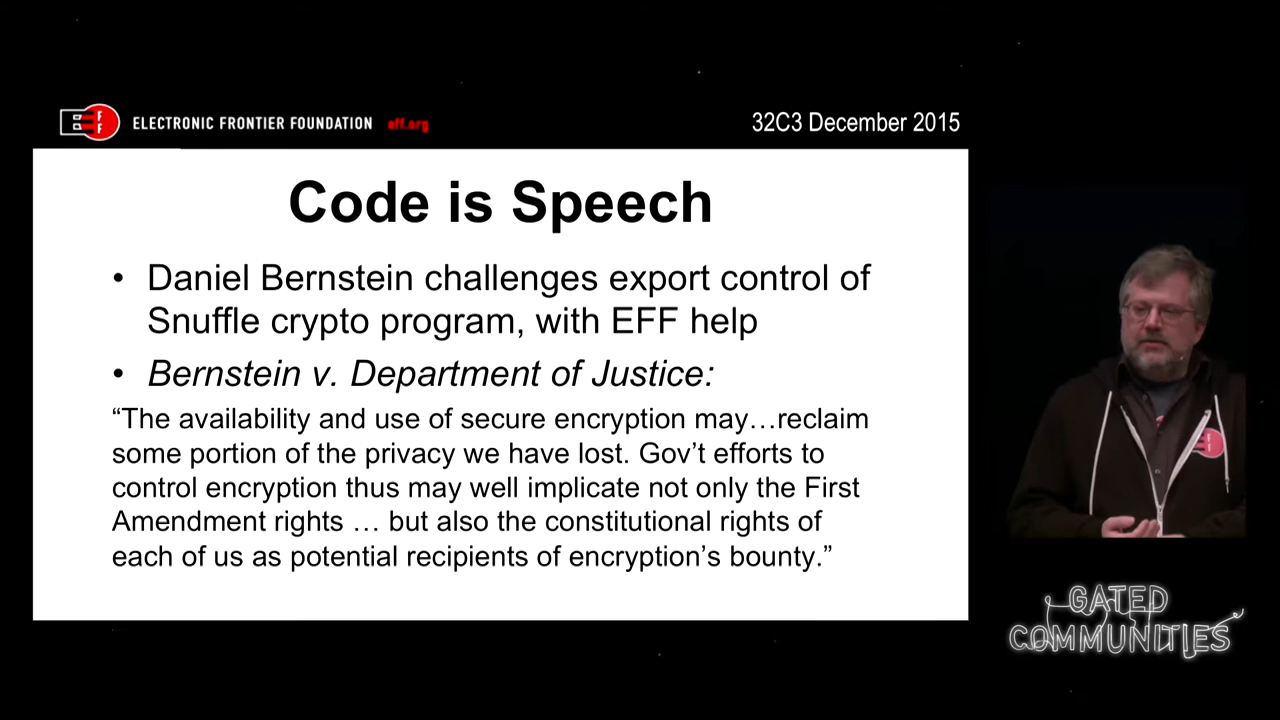 E F F
ELECTRONIC FRONTIER FOUNDATION eff.org
32C3 December 2015
Code is Speech
• Daniel Bernstein challenges export control of
Snuffle crypto program, with EFF help
• Bernstein v. Department of Justice:
“The availability and use of secure encryption may…reclaim
some portion of the privacy we have lost. Gov’t efforts to
control encryption thus may well implicate not only the First
Amendment rights … but also the constitutional rights of
each of us as potential recipients of encryption’s bounty.”
GATED
COMMUNITIES